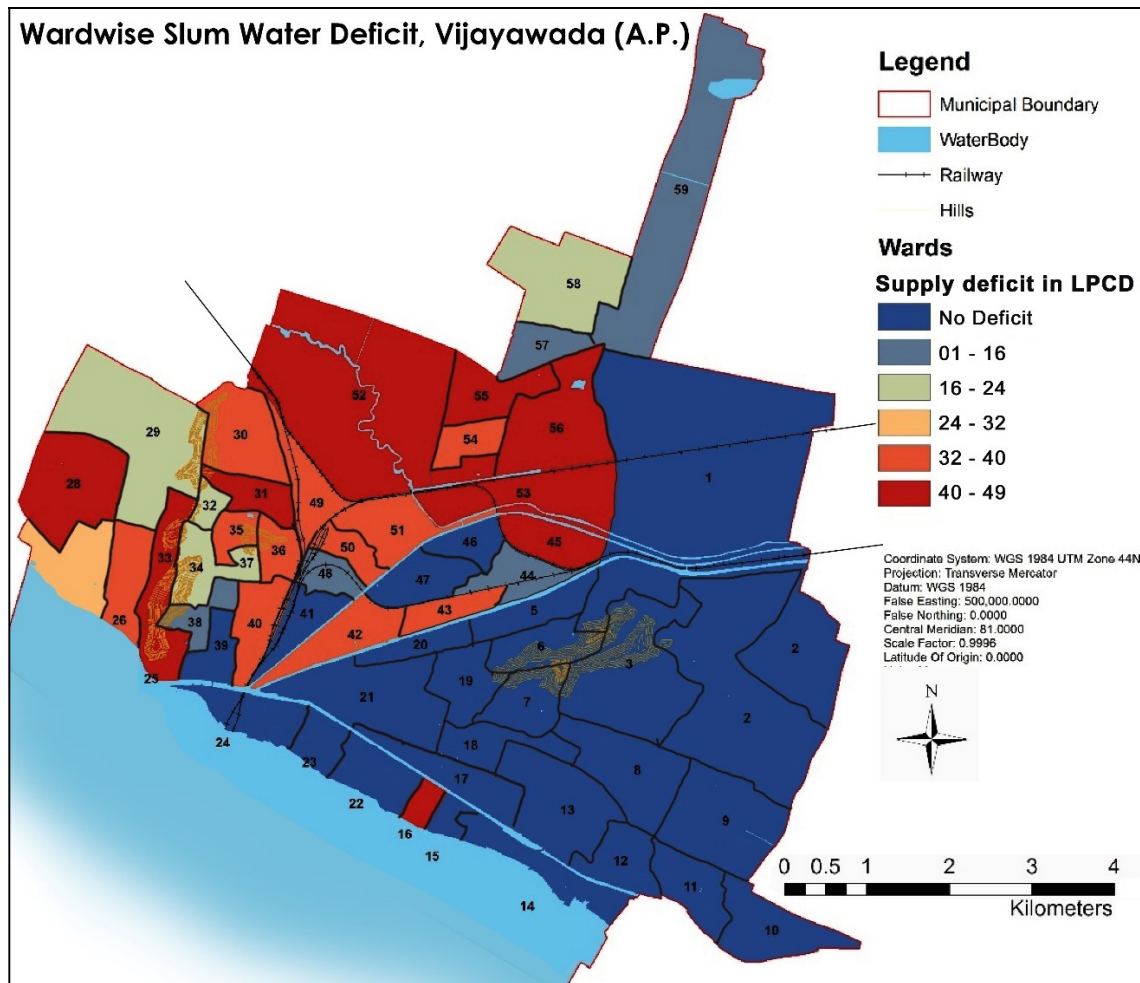 Wardwise Slum Water Deficit, Vijayawada (A.P.)
Legend
Municipal Boundary
WaterBody
Railway
Hills
Wards
Supply deficit in LPCD
No Deficit
01 - 16
16 - 24
24 - 32
32 - 40
40 - 49
Coordinate System: WGS 1984 UTM Zone 44N
Projection: Transverse Mercator
Datum: WGS 1984
False Easting: 500,000.0000
False Northing: 0.0000
Central Meridian: 81.0000
Scale Factor: 0.9996
Latitude Of Origin: 0.0000
N
0 0.5 1 2 3 4
Kilometers
59
58
57
52
55
54
56
1
29
30
28
31
32
49
53
35
51
45
36
50
46
33
34
37
48
47
44
26
38
41
43
5
39
40
42
20
6
3
2
25
19
7
2
21
24
18
23
8
17
22
13
9
16
15
12
11
14
10